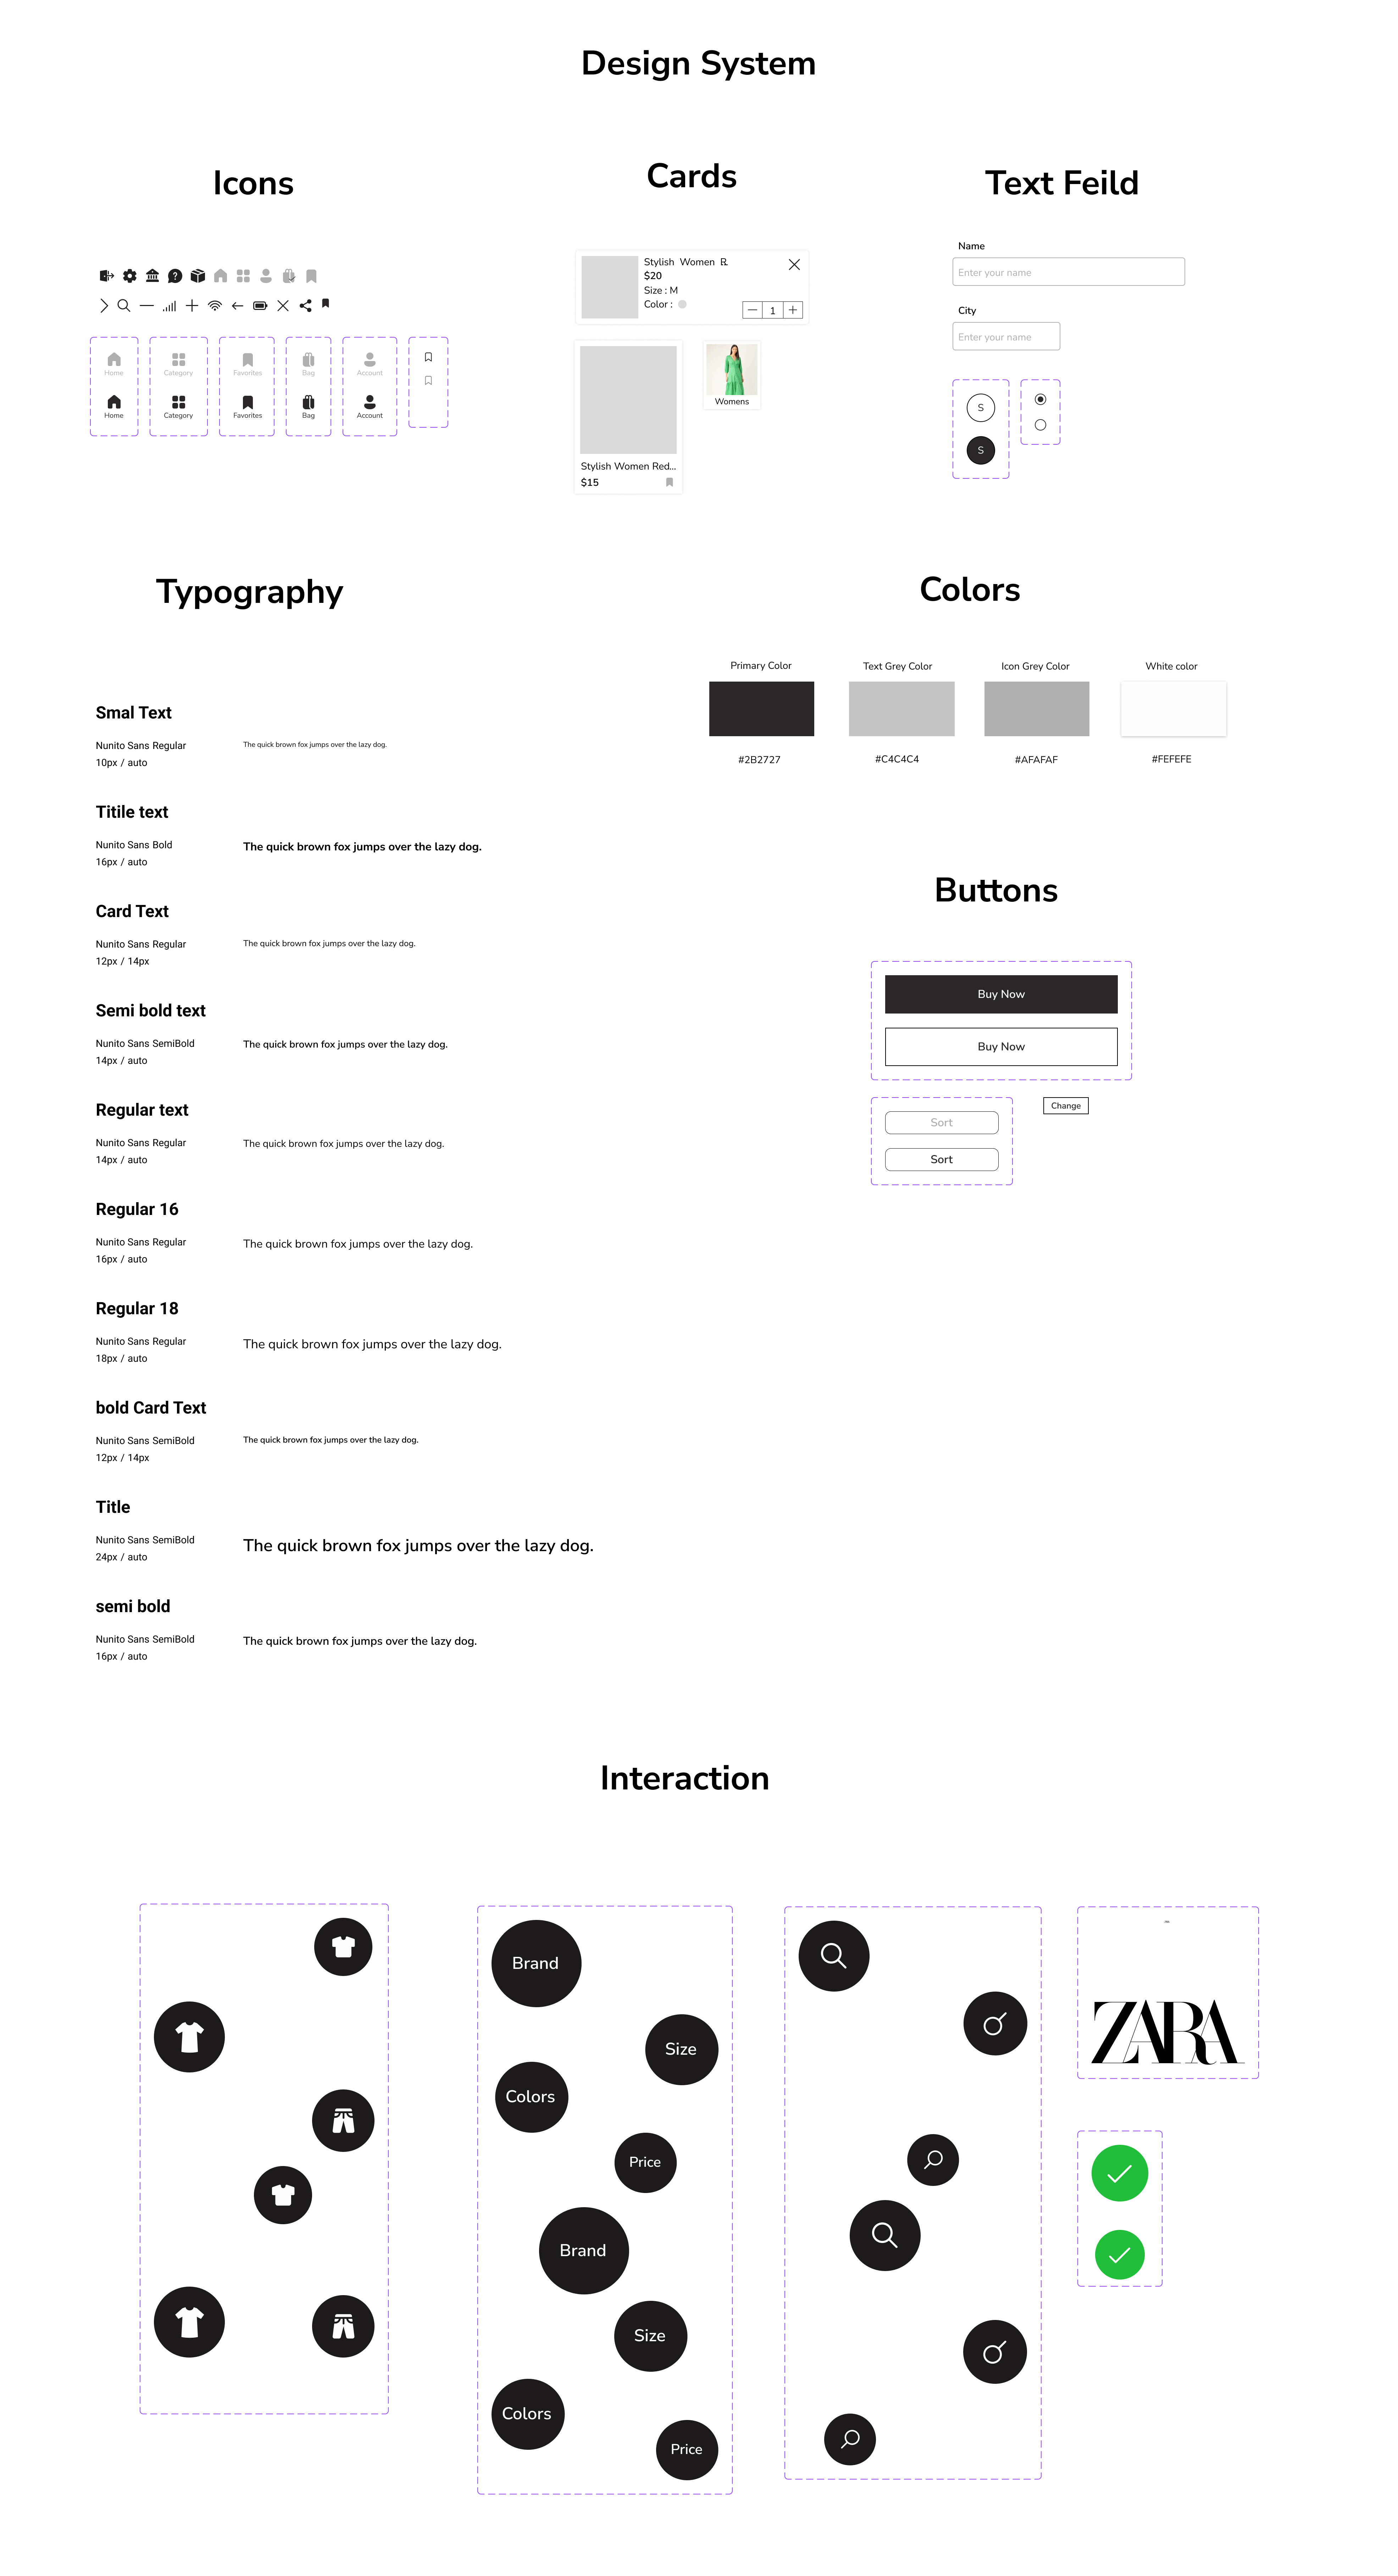 Design System
Icons
Home
Category
Favorites
Bag
Account
Home
Category
Favorites
Bag
Account
Cards
Stylish Women R
$20
Size : M
Color :
1
Stylish Women Red...
$15
Womens
Text Feild
Name
Enter your name
City
Enter your name
S
S
Typography
Smal Text
Nunito Sans Regular
10px / auto
The quick brown fox jumps over the lazy dog.
Titile text
Nunito Sans Bold
16px / auto
The quick brown fox jumps over the lazy dog.
Card Text
Nunito Sans Regular
12px / 14px
The quick brown fox jumps over the lazy dog.
Semi bold text
Nunito Sans SemiBold
14px / auto
The quick brown fox jumps over the lazy dog.
Regular text
Nunito Sans Regular
14px / auto
The quick brown fox jumps over the lazy dog.
Regular 16
Nunito Sans Regular
16px / auto
The quick brown fox jumps over the lazy dog.
Regular 18
Nunito Sans Regular
18px / auto
The quick brown fox jumps over the lazy dog.
bold Card Text
Nunito Sans SemiBold
12px / 14px
The quick brown fox jumps over the lazy dog.
Title
Nunito Sans SemiBold
24px / auto
The quick brown fox jumps over the lazy dog.
semi bold
Nunito Sans SemiBold
16px / auto
The quick brown fox jumps over the lazy dog.
Colors
Primary Color
Text Grey Color
Icon Grey Color
White color
#2B2727
#C4C4C4
#AFAFAF
#FEFEFE
Buttons
Buy Now
Buy Now
Sort
Sort
Change
Interaction
Brand
Size
Colors
Price
Brand
Size
Colors
Price
ZARA